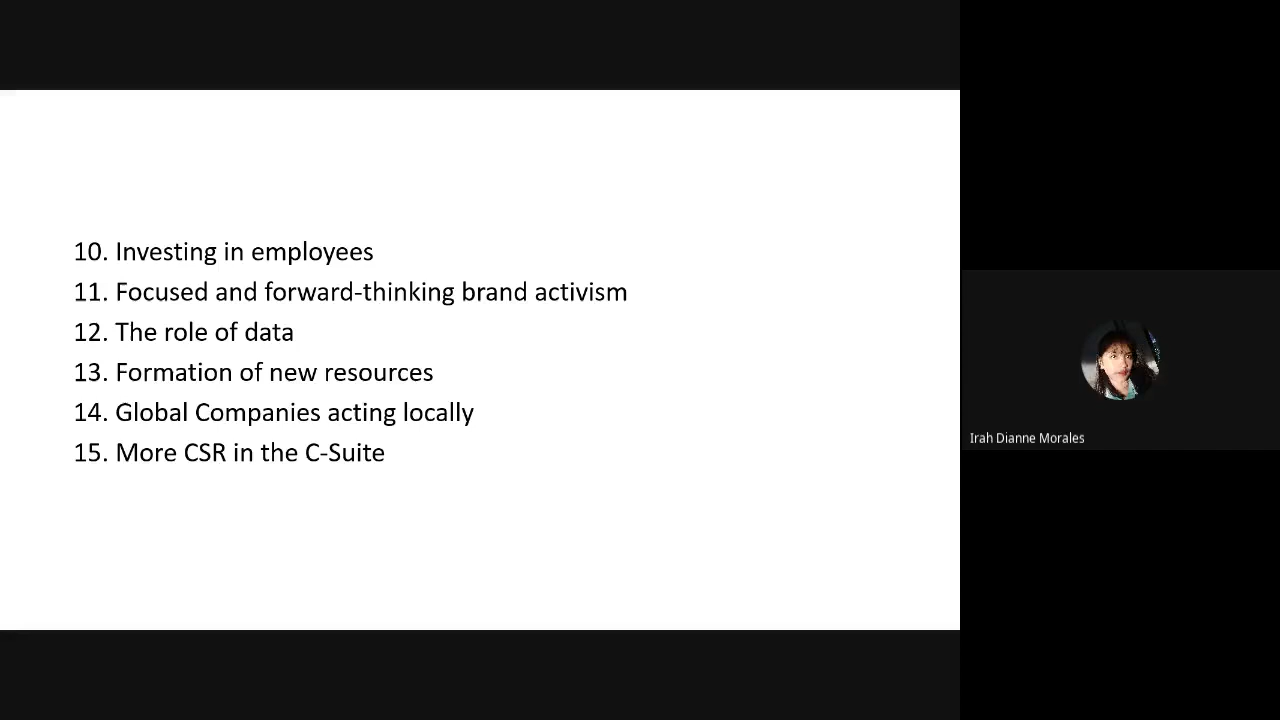 10. Investing in employees
11. Focused and forward-thinking brand activism
12. The role of data
13. Formation of new resources
14. Global Companies acting locally
15. More CSR in the C-Suite
Irah Dianne Morales